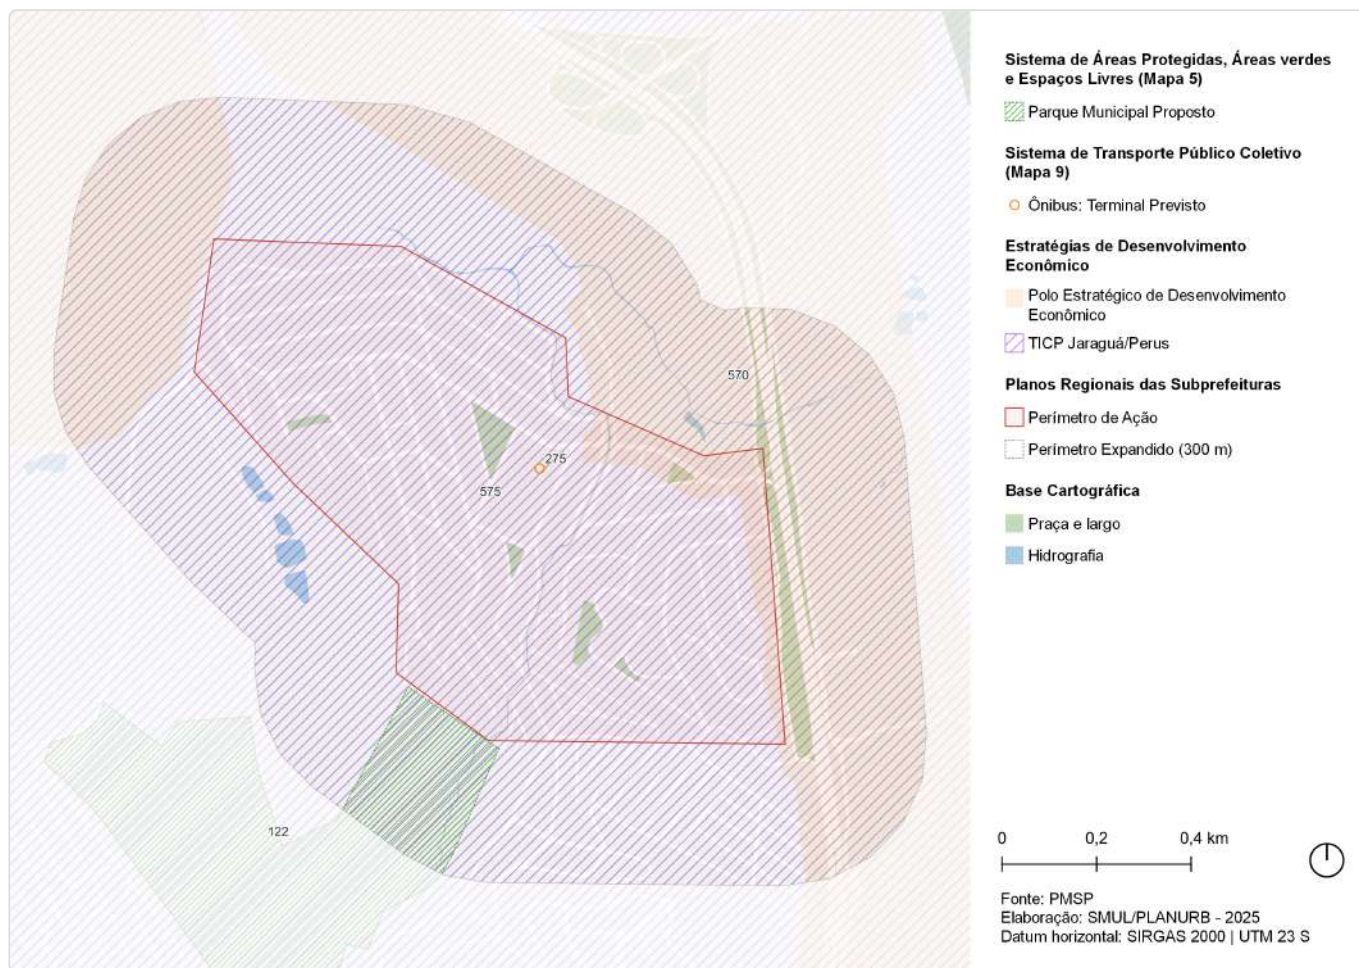 Sistema de Áreas Protegidas, Áreas verdes
e Espaços Livres (Mapa 5)
Parque Municipal Proposto
Sistema de Transporte Público Coletivo
(Mapa 9)
Ônibus: Terminal Previsto
Estratégias de Desenvolvimento
Econômico
Polo Estratégico de Desenvolvimento
Econômico
TICP Jaraguá/Perus
Planos Regionais das Subprefeituras
Perímetro de Ação
Perímetro Expandido (300 m)
Base Cartográfica
Praça e largo
Hidrografia
570
275
575
122
0 0,2 0,4 km
Fonte: PMSP
Elaboração: SMUL/PLANURB - 2025
Datum horizontal: SIRGAS 2000 | UTM 23 S